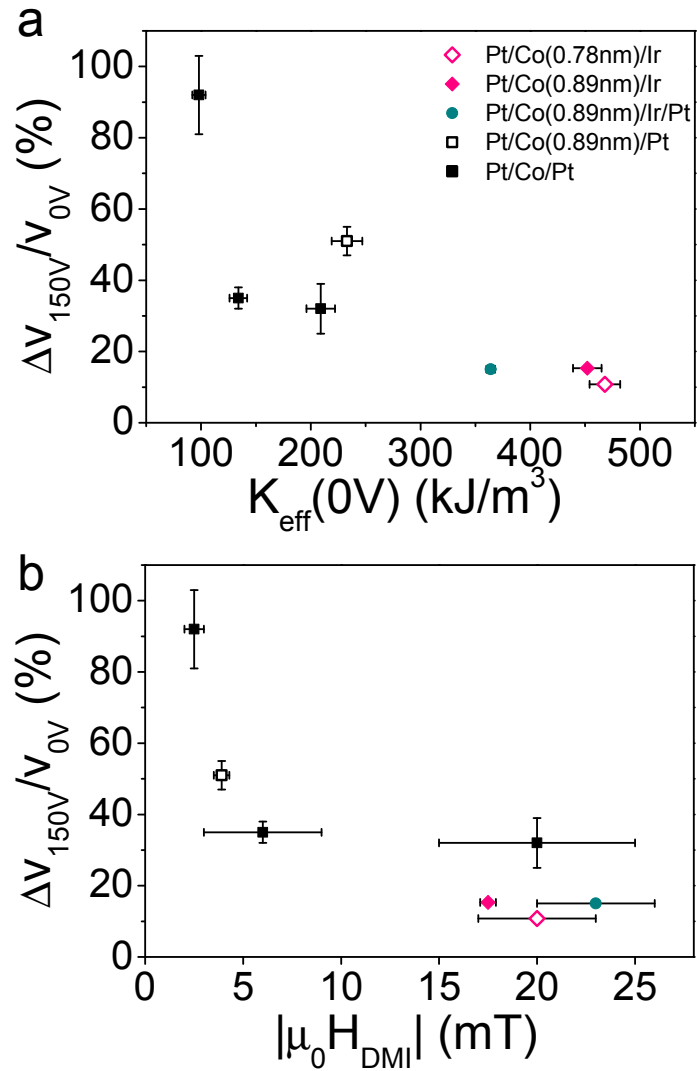 a
Δv150V/v0V (%)
100
80
60
40
20
0
Pt/Co(0.78nm)/Ir
Pt/Co(0.89nm)/Ir
Pt/Co(0.89nm)/Ir/Pt
Pt/Co(0.89nm)/Pt
Pt/Co/Pt
100 200 300 400 500
Keff(0V) (kJ/m³)
b
Δv150V/v0V (%)
100
80
60
40
20
0
0 5 10 15 20 25
|μ0HDMI| (mT)